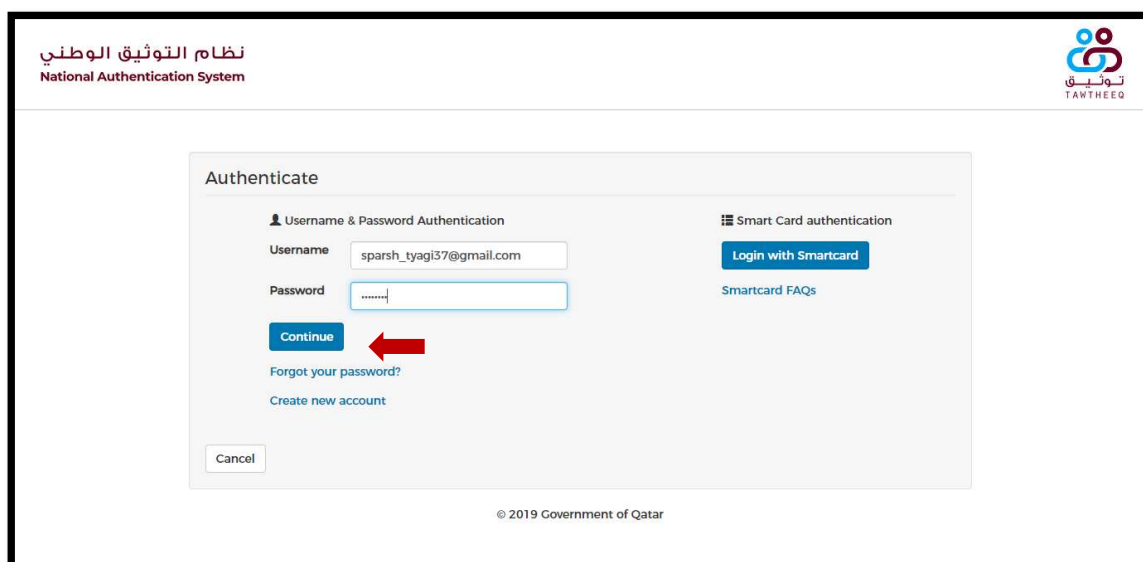 نظام التوثيق الوطني
National Authentication System
توثيق
TAWTHEEQ
Authenticate
Username & Password Authentication
Username
sparsh_tyagi37@gmail.com
Password
........
Continue
Forgot your password?
Create new account
Smart Card authentication
Login with Smartcard
Smartcard FAQs
Cancel
© 2019 Government of Qatar